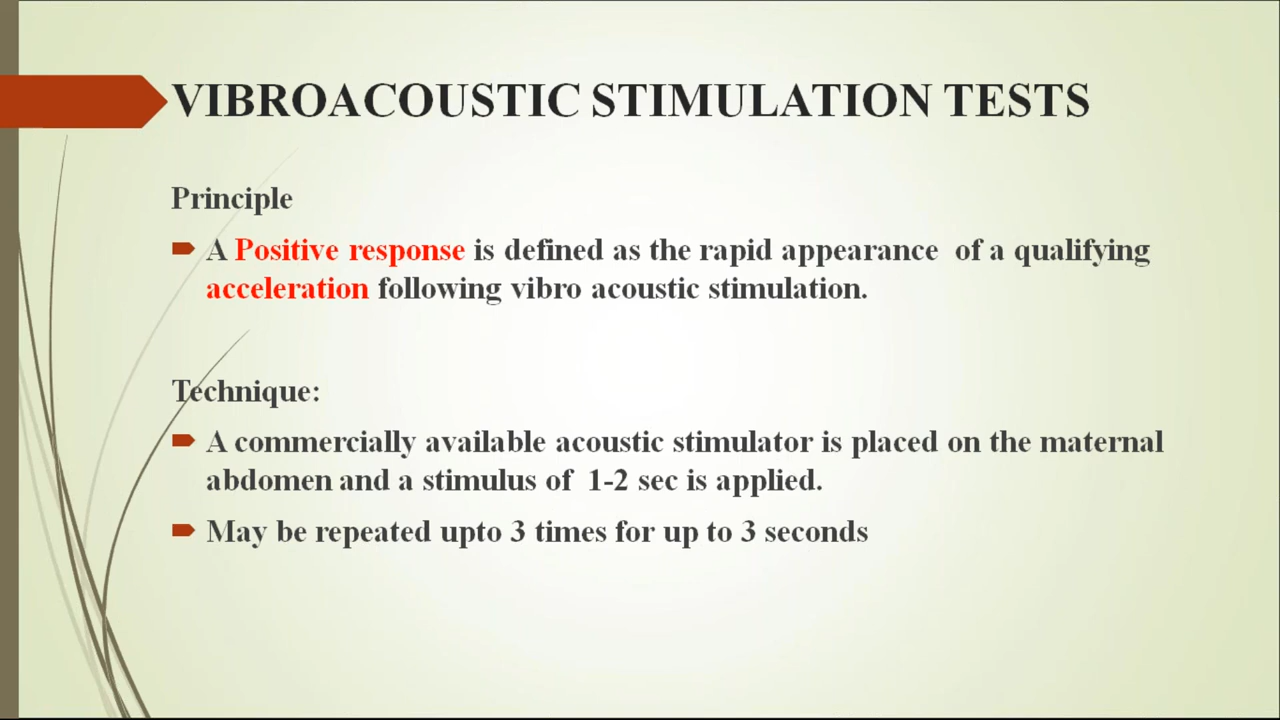 VIBROACOUSTIC STIMULATION TESTS
Principle
A Positive response is defined as the rapid appearance of a qualifying
acceleration following vibro acoustic stimulation.
Technique:
A commercially available acoustic stimulator is placed on the maternal
abdomen and a stimulus of 1-2 sec is applied.
May be repeated upto 3 times for up to 3 seconds